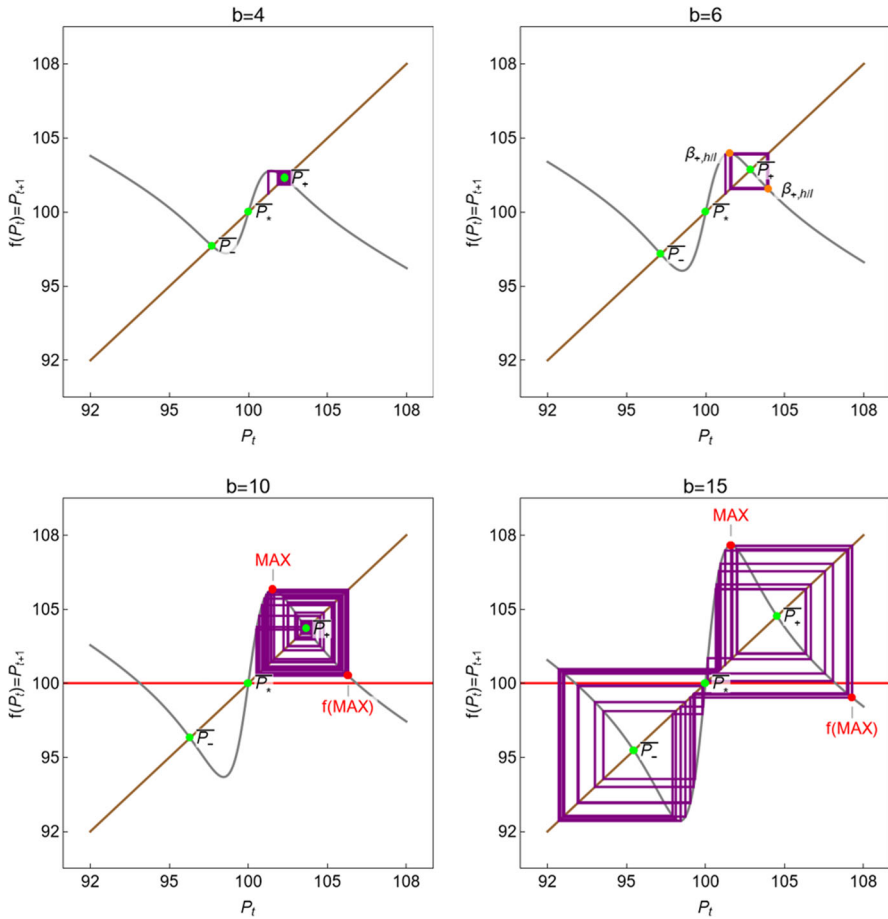 b=4
108
105
100
95
92
f(Pt)=Pt+1
P̅+
P̅*
P̅−
92 95 100 105 108
Pt
b=6
108
105
100
95
92
f(Pt)=Pt+1
β+,h/l
P̅+
β+,h/l
P̅*
P̅−
92 95 100 105 108
Pt
b=10
108
105
100
95
92
f(Pt)=Pt+1
MAX
P̅+
P̅*
f(MAX)
P̅−
92 95 100 105 108
Pt
b=15
108
105
100
95
92
f(Pt)=Pt+1
MAX
P̅+
P̅*
f(MAX)
P̅−
92 95 100 105 108
Pt